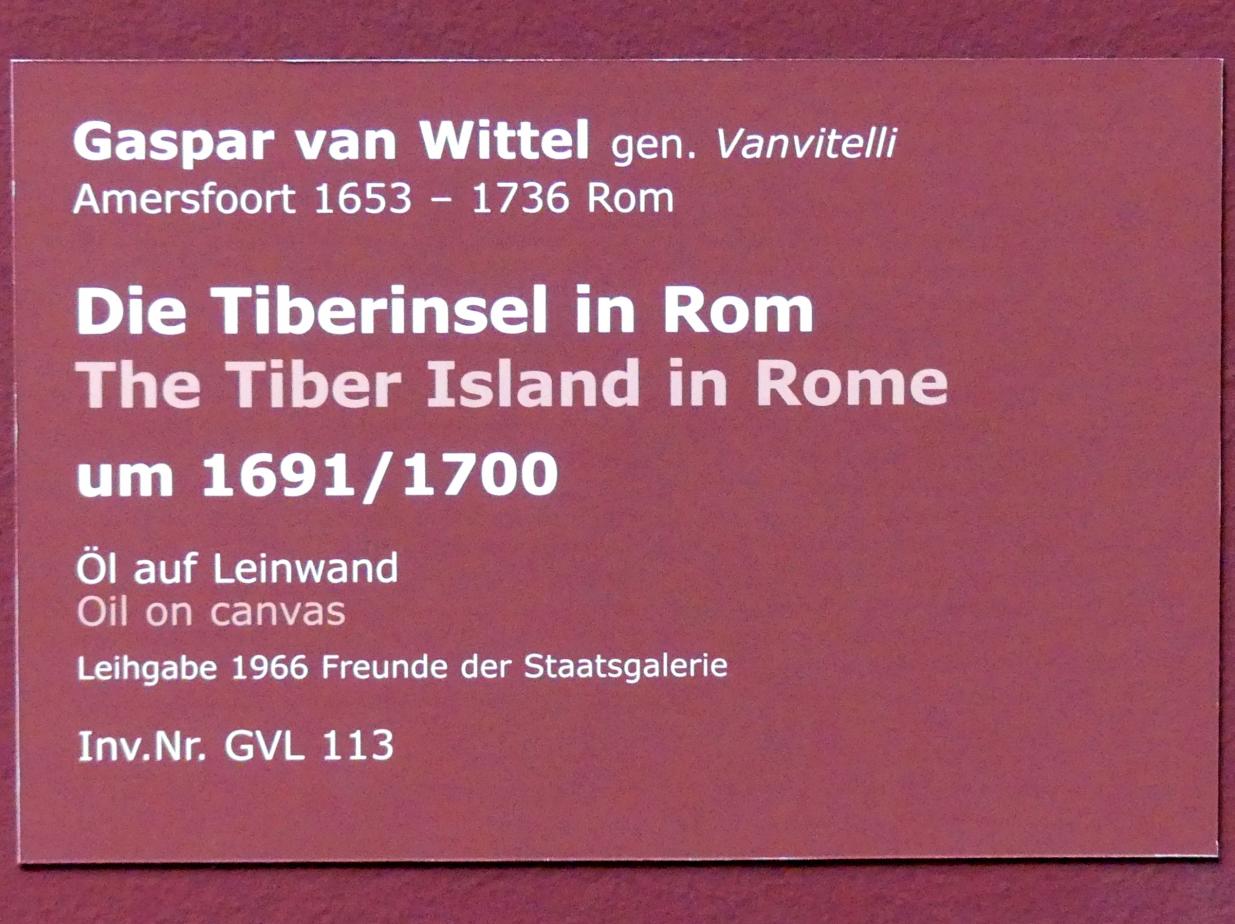 Gaspar van Wittel gen. Vanvitelli
Amersfoort 1653 – 1736 Rom
Die Tiberinsel in Rom
The Tiber Island in Rome
um 1691/1700
Öl auf Leinwand
Oil on canvas
Leihgabe 1966 Freunde der Staatsgalerie
Inv.Nr. GVL 113